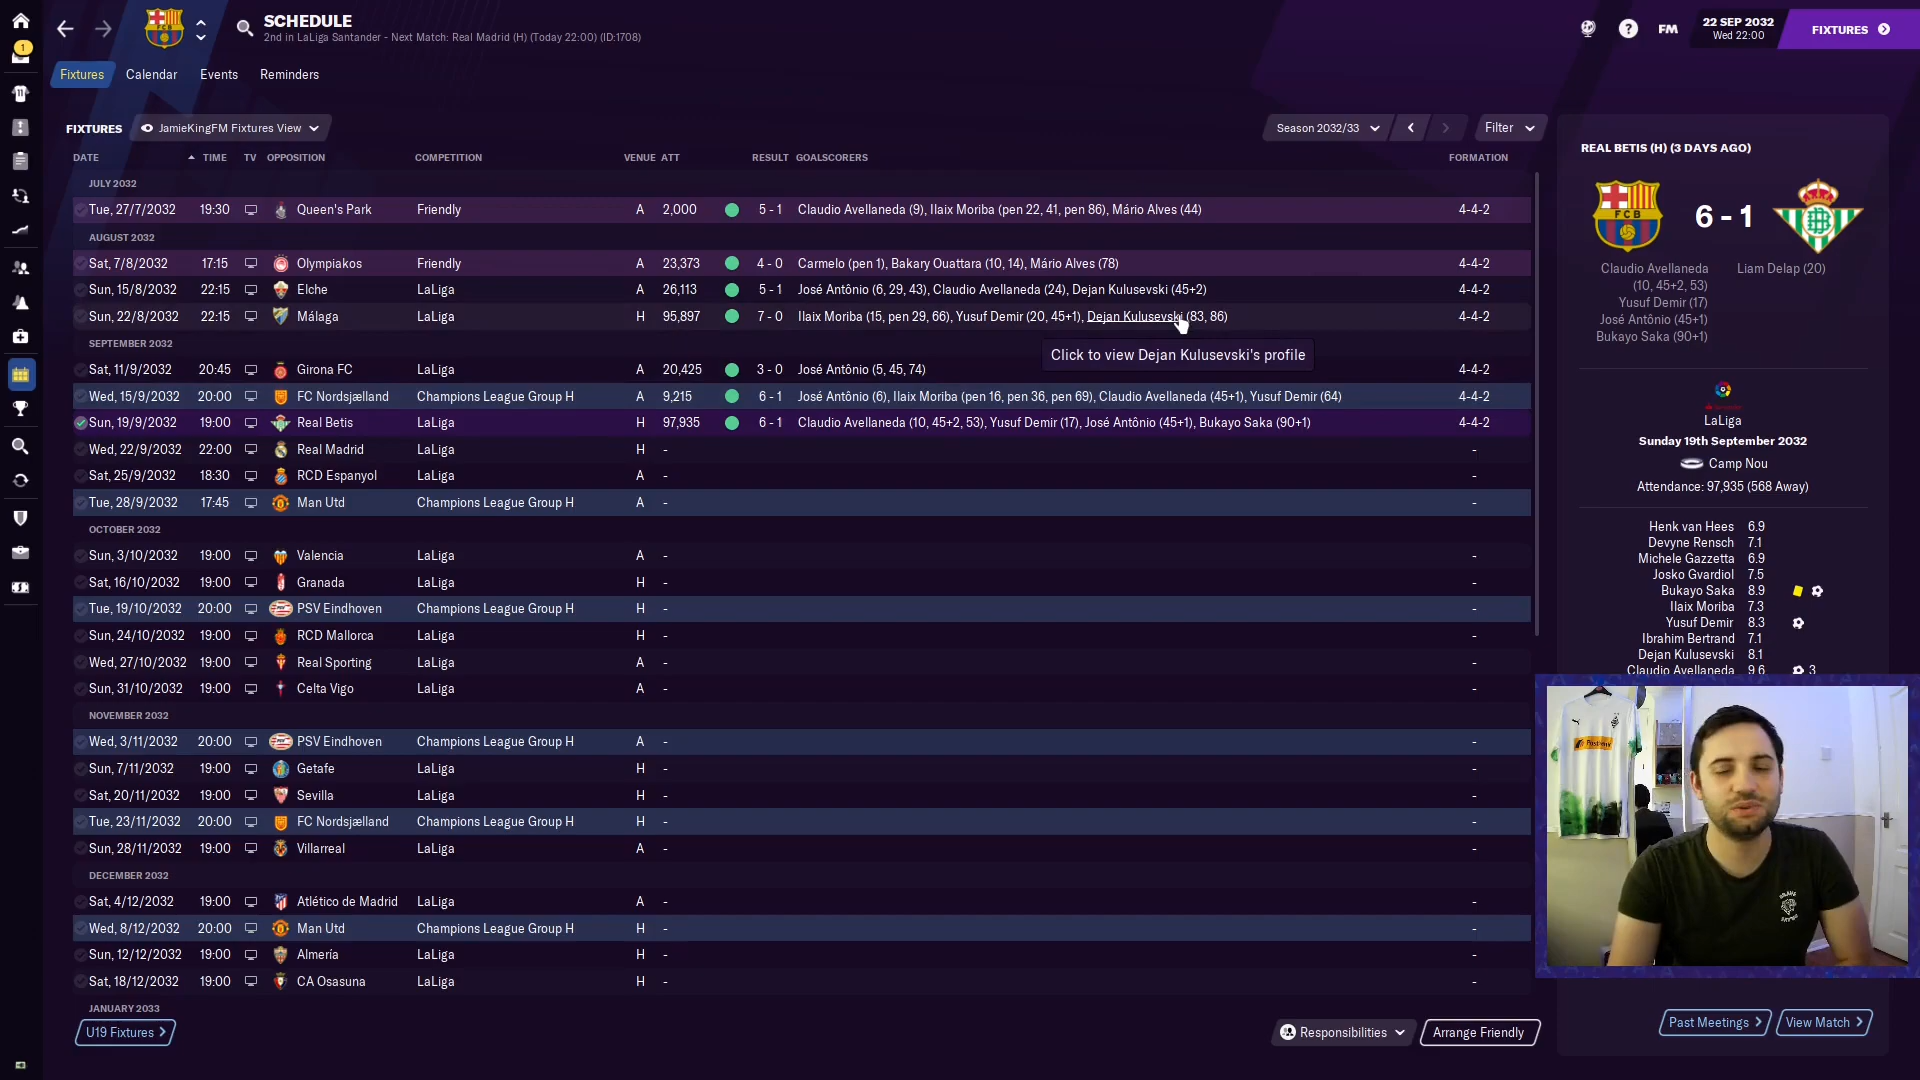 SCHEDULE
2nd in LaLiga Santander - Next Match: Real Madrid (H) (Today 22:00) (ID:1708)
FM
22 SEP 2032
Wed 22:00
FIXTURES
1
Fixtures Calendar Events Reminders
FIXTURES JamieKingFM Fixtures View Season 2032/33 Filter
DATE TIME TV OPPOSITION COMPETITION VENUE ATT RESULT GOALSCORERS FORMATION
JULY 2032
Tue, 27/7/2032 19:30 Queen's Park Friendly A 2,000 5 - 1 Claudio Avellaneda (9), Ilaix Moriba (pen 22, 41, pen 86), Mário Alves (44) 4-4-2
AUGUST 2032
Sat, 7/8/2032 17:15 Olympiakos Friendly A 23,373 4 - 0 Carmelo (pen 1), Bakary Ouattara (10, 14), Mário Alves (78) 4-4-2
Sun, 15/8/2032 22:15 Elche LaLiga A 26,113 5 - 1 José Antônio (6, 29, 43), Claudio Avellaneda (24), Dejan Kulusevski (45+2) 4-4-2
Sun, 22/8/2032 22:15 Málaga LaLiga H 95,897 7 - 0 Ilaix Moriba (15, pen 29, 66), Yusuf Demir (20, 45+1), Dejan Kulusevski (83, 86) 4-4-2
SEPTEMBER 2032
Click to view Dejan Kulusevski's profile
Sat, 11/9/2032 20:45 Girona FC LaLiga A 20,425 3 - 0 José Antônio (5, 45, 74) 4-4-2
Wed, 15/9/2032 20:00 FC Nordsjælland Champions League Group H A 9,215 6 - 1 José Antônio (6), Ilaix Moriba (pen 16, pen 36, pen 69), Claudio Avellaneda (45+1), Yusuf Demir (64) 4-4-2
Sun, 19/9/2032 19:00 Real Betis LaLiga H 97,935 6 - 1 Claudio Avellaneda (10, 45+2, 53), Yusuf Demir (17), José Antônio (45+1), Bukayo Saka (90+1) 4-4-2
Wed, 22/9/2032 22:00 Real Madrid LaLiga H - -
Sat, 25/9/2032 18:30 RCD Espanyol LaLiga A - -
Tue, 28/9/2032 17:45 Man Utd Champions League Group H A - -
OCTOBER 2032
Sun, 3/10/2032 19:00 Valencia LaLiga A - -
Sat, 16/10/2032 19:00 Granada LaLiga H - -
Tue, 19/10/2032 20:00 PSV Eindhoven Champions League Group H H - -
Sun, 24/10/2032 19:00 RCD Mallorca LaLiga H - -
Wed, 27/10/2032 19:00 Real Sporting LaLiga A - -
Sun, 31/10/2032 19:00 Celta Vigo LaLiga A - -
NOVEMBER 2032
Wed, 3/11/2032 20:00 PSV Eindhoven Champions League Group H A - -
Sun, 7/11/2032 19:00 Getafe LaLiga H - -
Sat, 20/11/2032 19:00 Sevilla LaLiga H - -
Tue, 23/11/2032 20:00 FC Nordsjælland Champions League Group H H - -
Sun, 28/11/2032 19:00 Villarreal LaLiga A - -
DECEMBER 2032
Sat, 4/12/2032 19:00 Atlético de Madrid LaLiga A - -
Wed, 8/12/2032 20:00 Man Utd Champions League Group H H - -
Sun, 12/12/2032 19:00 Almería LaLiga H - -
Sat, 18/12/2032 19:00 CA Osasuna LaLiga H - -
JANUARY 2033
U19 Fixtures Responsibilities Arrange Friendly
REAL BETIS (H) (3 DAYS AGO)
FCB
6 - 1
Claudio Avellaneda Liam Delap (20)
(10, 45+2, 53)
Yusuf Demir (17)
José Antônio (45+1)
Bukayo Saka (90+1)
LaLiga
Sunday 19th September 2032
Camp Nou
Attendance: 97,935 (568 Away)
Henk van Hees 6.9
Devyne Rensch 7.1
Michele Gazzetta 6.9
Josko Gvardiol 7.5
Bukayo Saka 8.9
Ilaix Moriba 7.3
Yusuf Demir 8.3
Ibrahim Bertrand 7.1
Dejan Kulusevski 8.1
Claudio Avellaneda 9.6 3
Past Meetings View Match